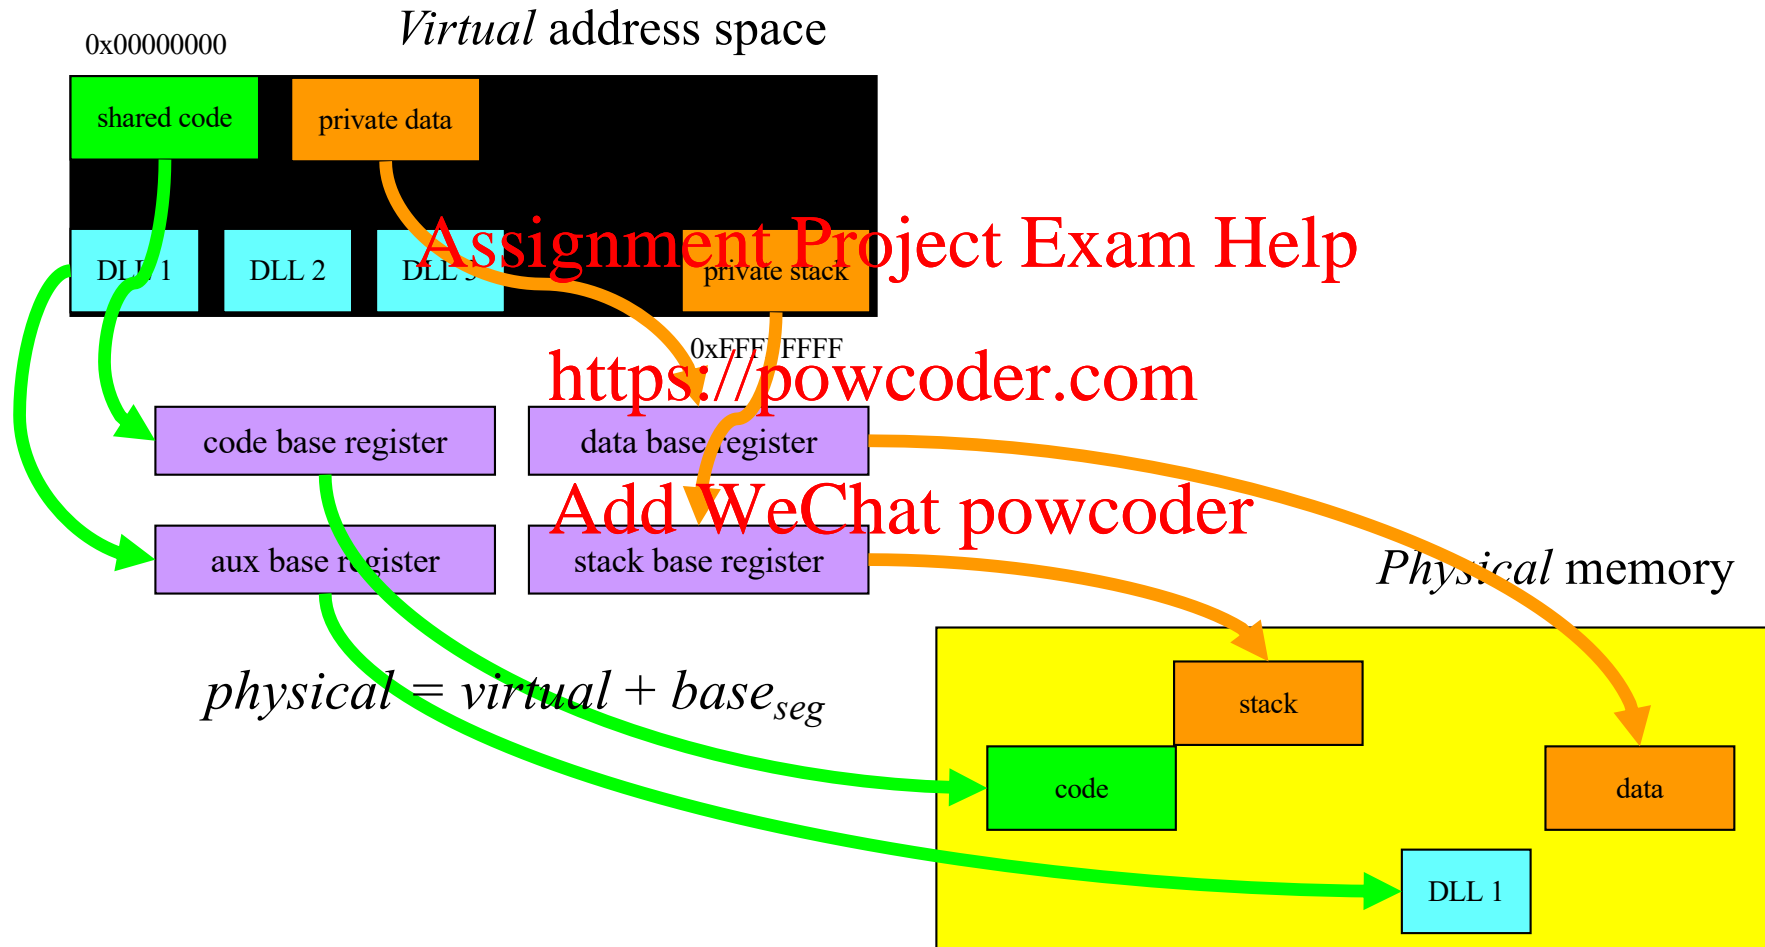 Virtual address space
0x00000000
shared code
private data
Assignment Project Exam Help
DLL 1
DLL 2
DLL 3
private stack
0xFFFFFFFF
https://powcoder.com
code base register
data base register
Add WeChat powcoder
aux base register
stack base register
Physical memory
physical = virtual + baseseg
stack
code
data
DLL 1